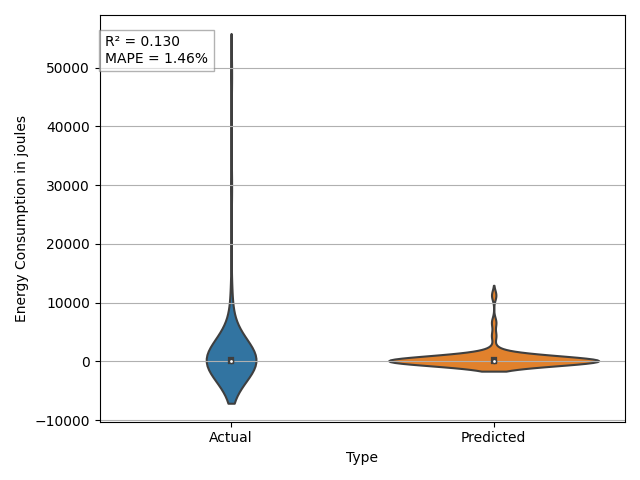 R² = 0.130
MAPE = 1.46%
50000
40000
30000
20000
10000
0
−10000
Energy Consumption in joules
Actual
Predicted
Type